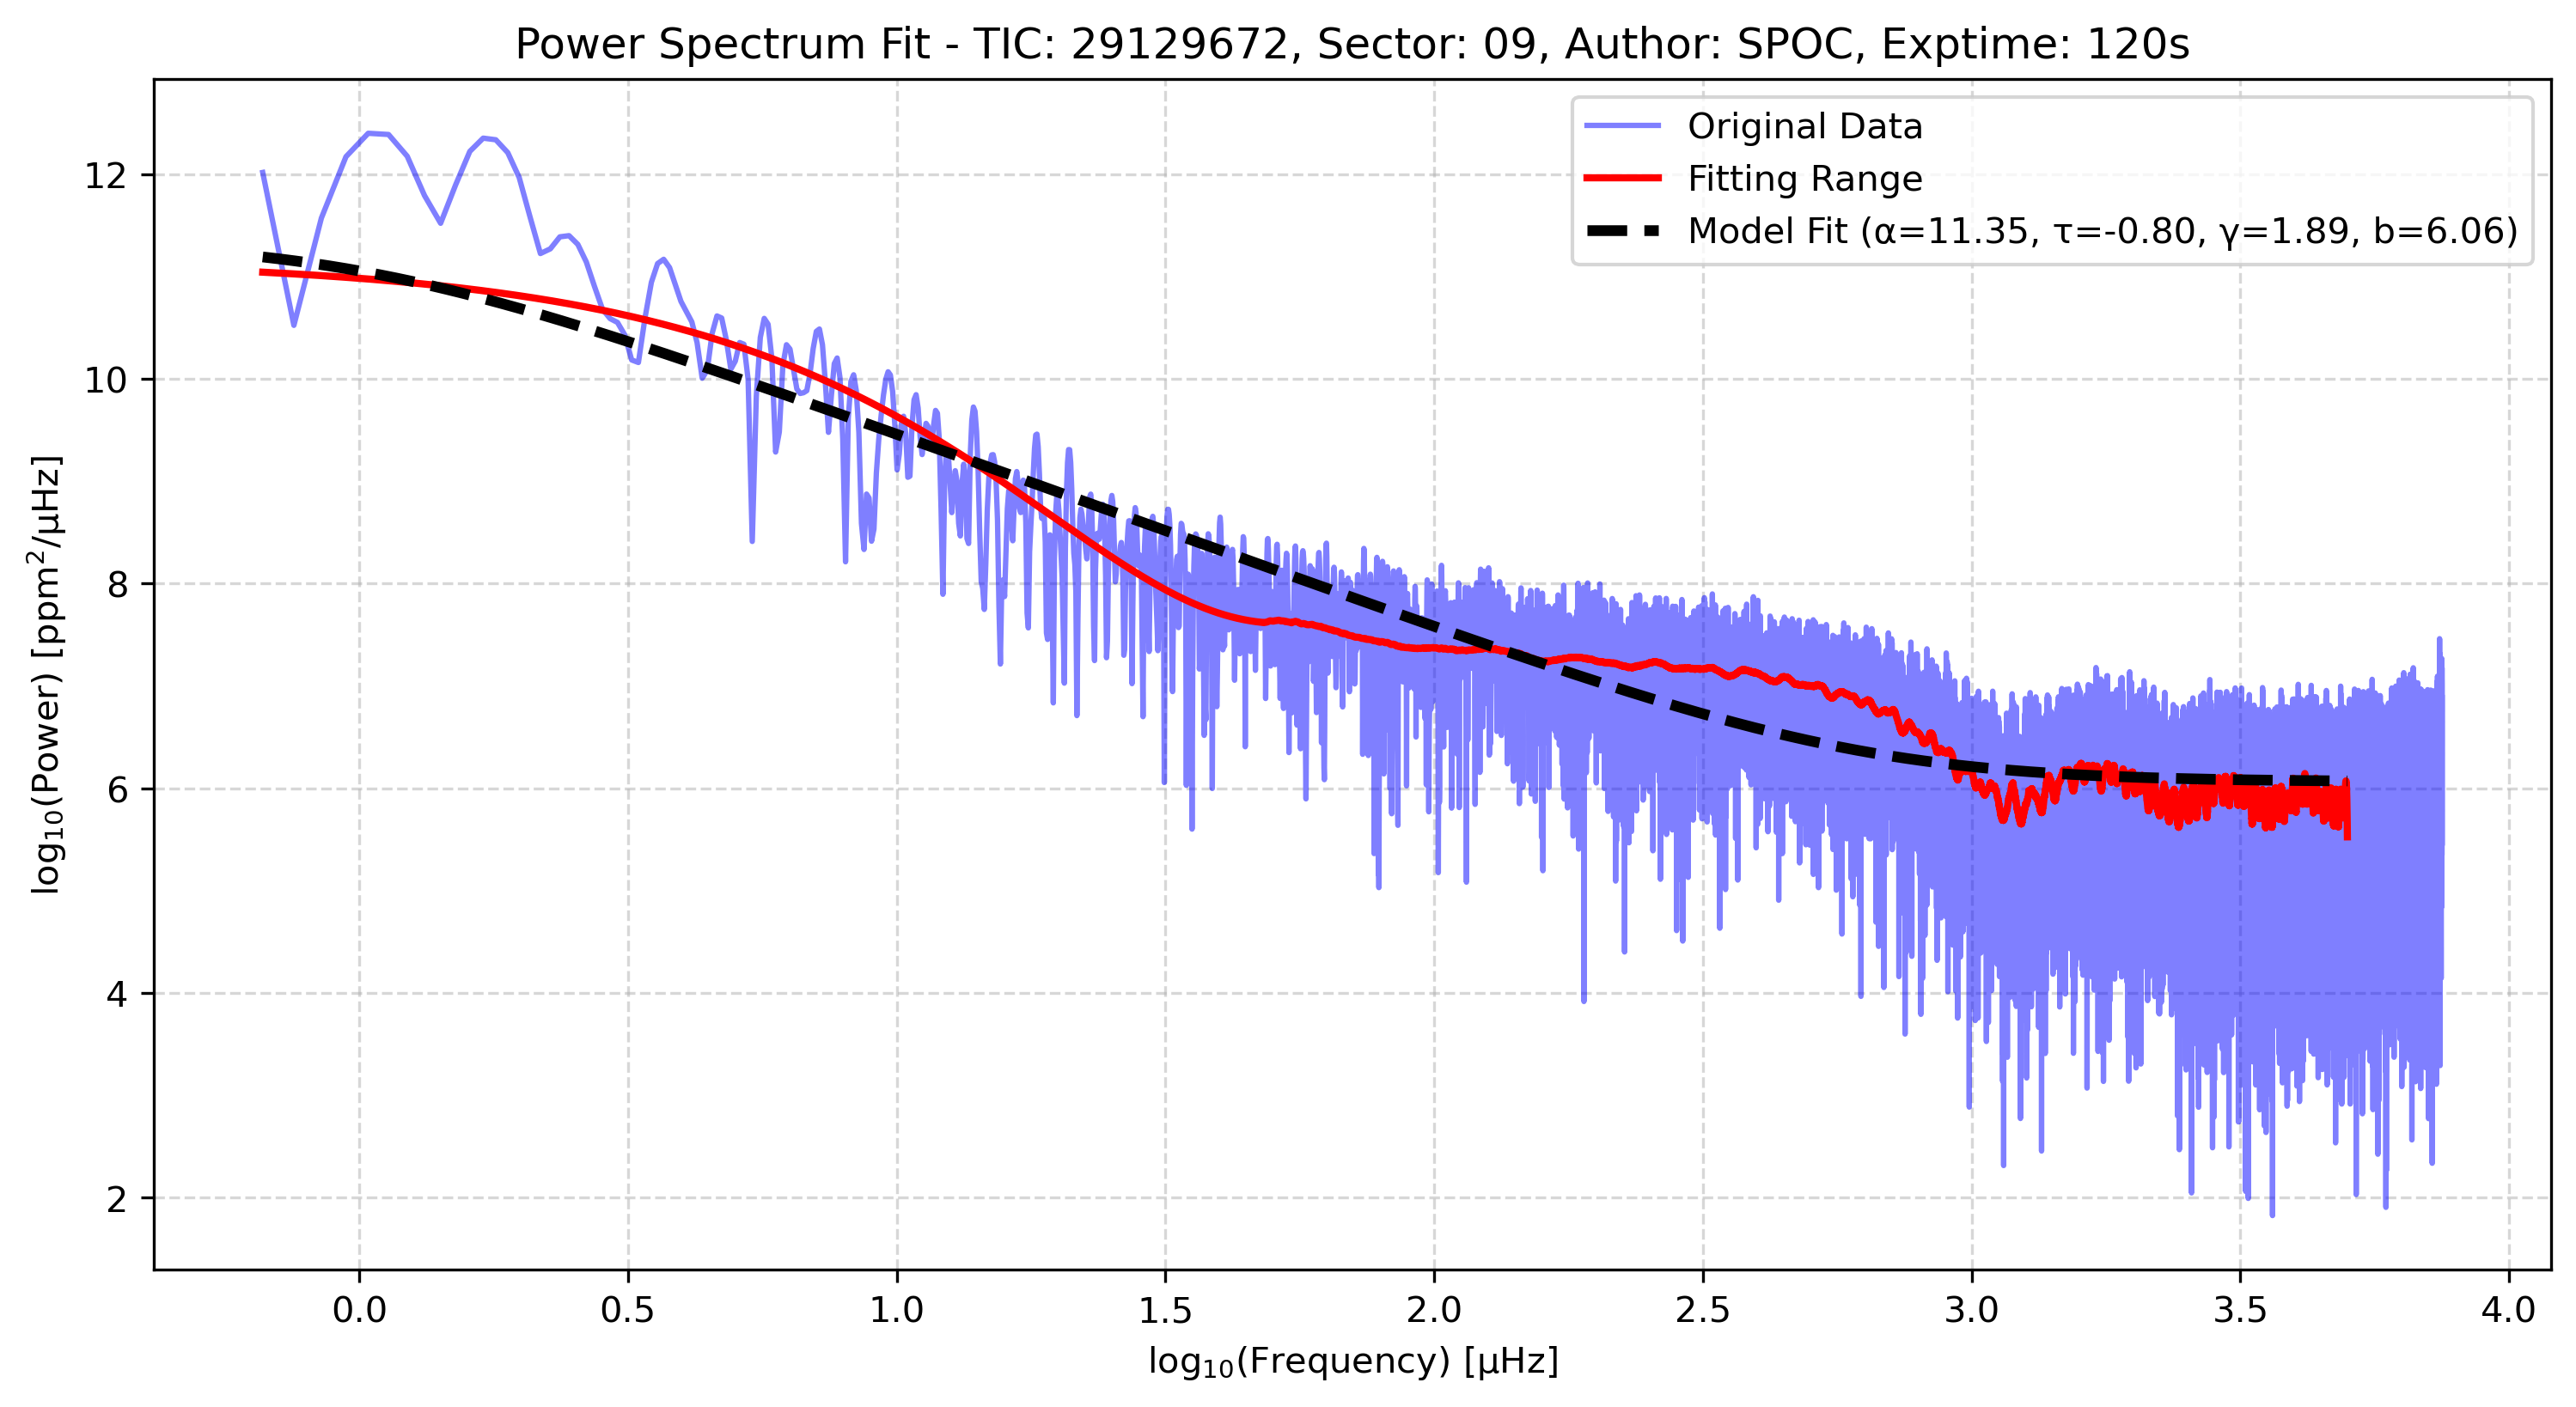 Power Spectrum Fit - TIC: 29129672, Sector: 09, Author: SPOC, Exptime: 120s
Original Data
Fitting Range
Model Fit (α=11.35, τ=-0.80, γ=1.89, b=6.06)
log₁₀(Power) [ppm²/μHz]
12
10
8
6
4
2
0.0 0.5 1.0 1.5 2.0 2.5 3.0 3.5 4.0
log₁₀(Frequency) [μHz]